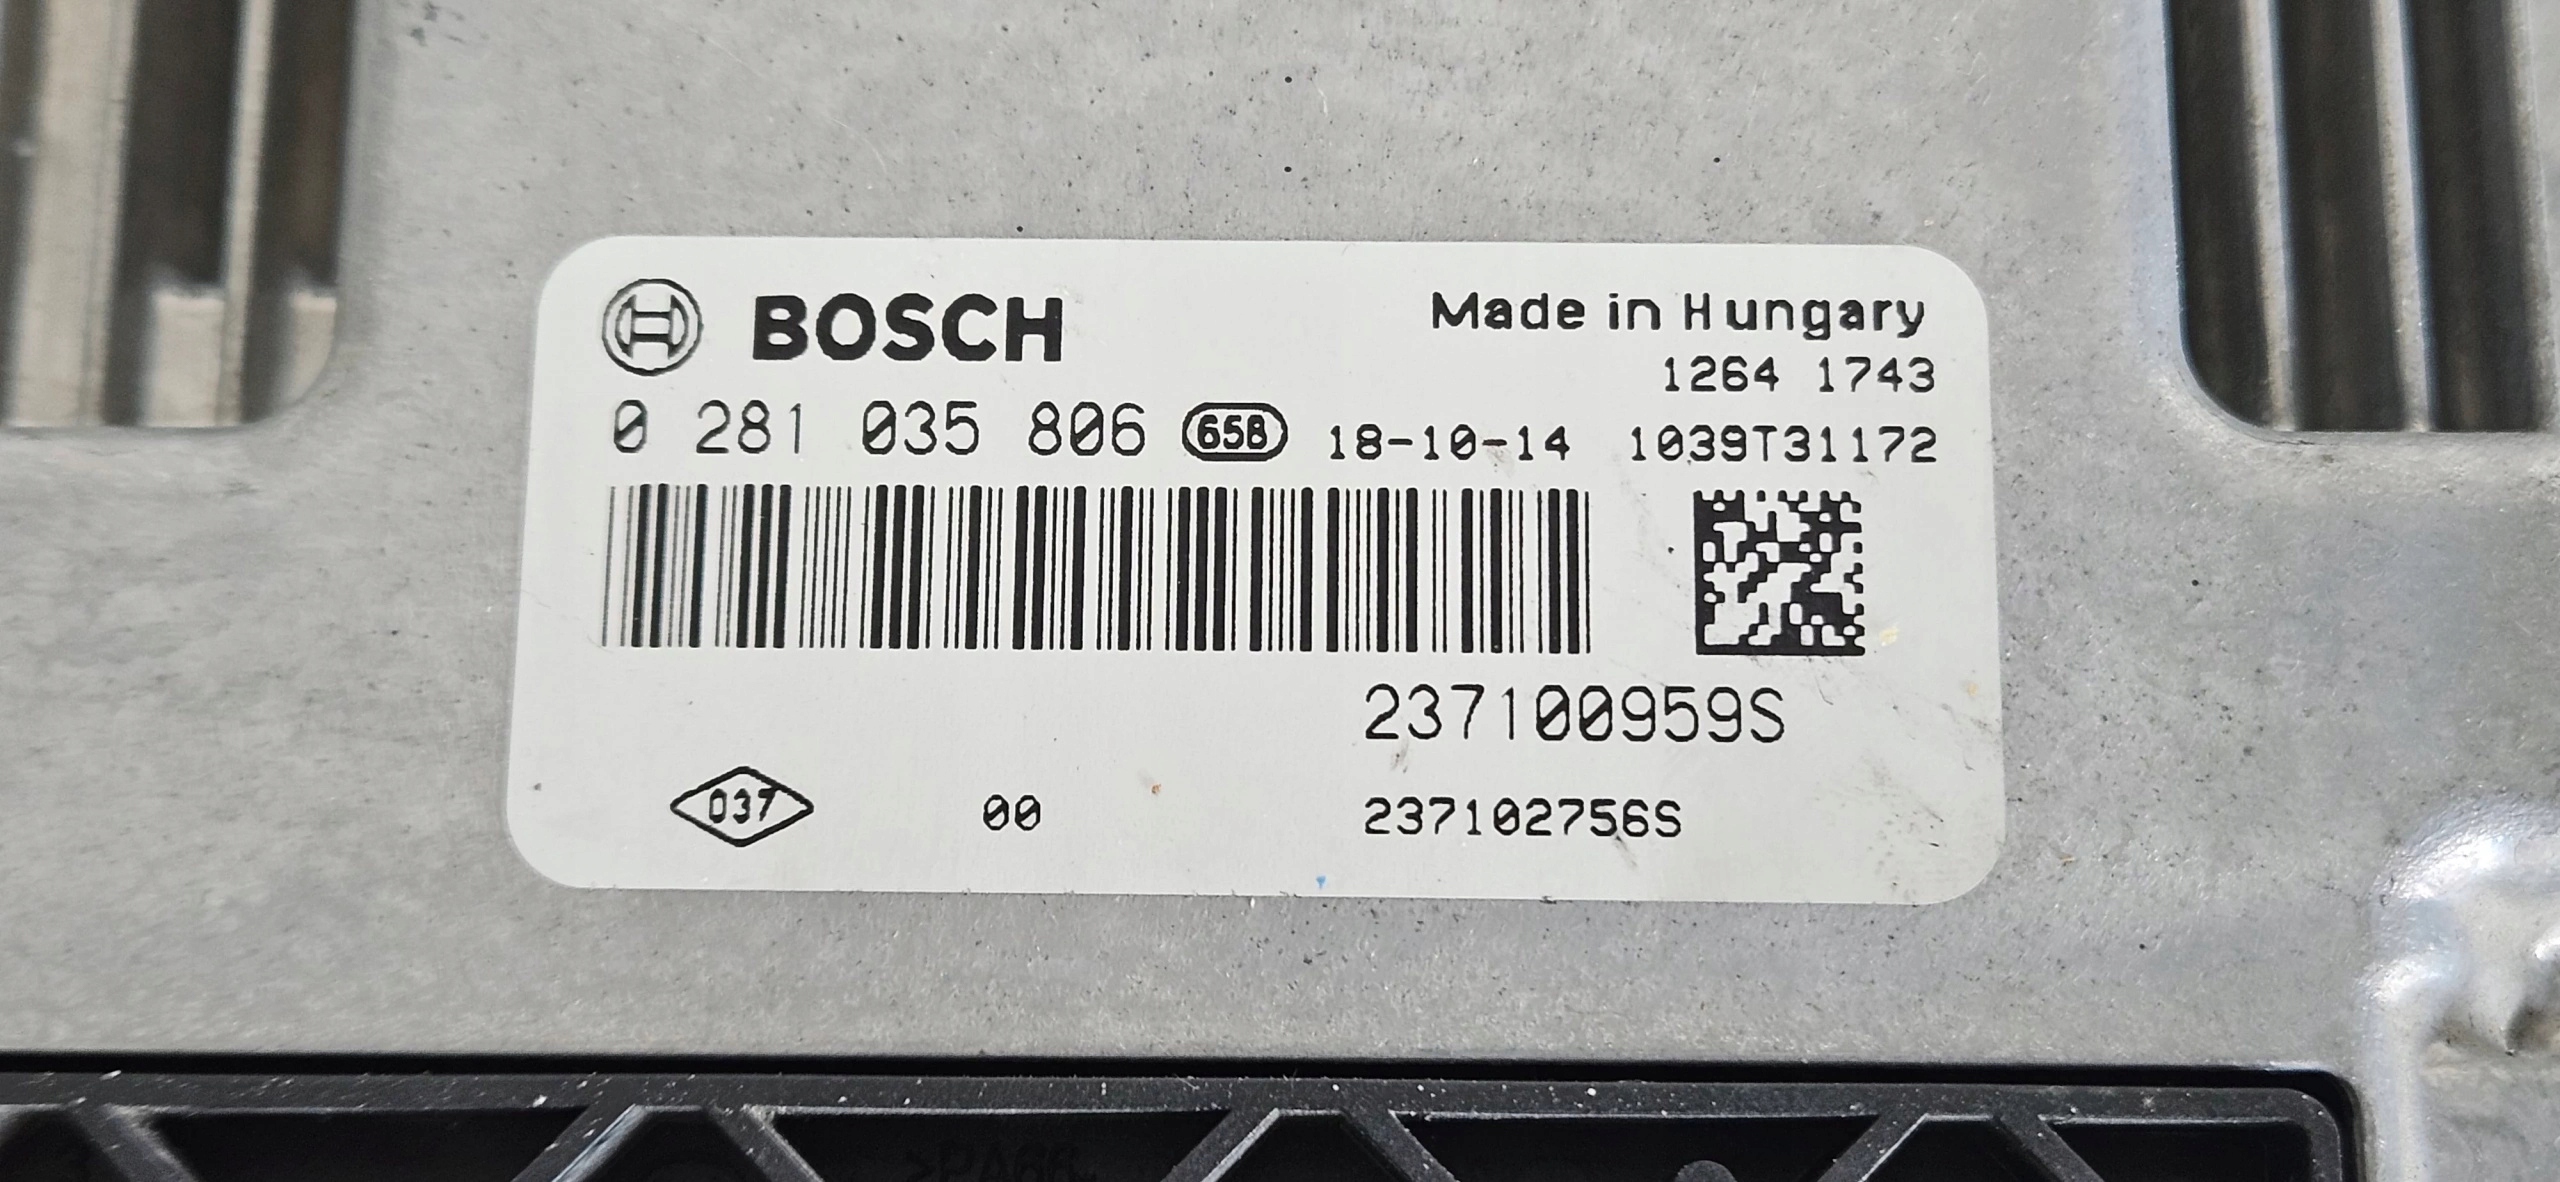 BOSCH
Made in Hungary
1264 1743
0 281 035 806 658 18-10-14 1039T31172
237100959S
037 00 237102756S
>PA66